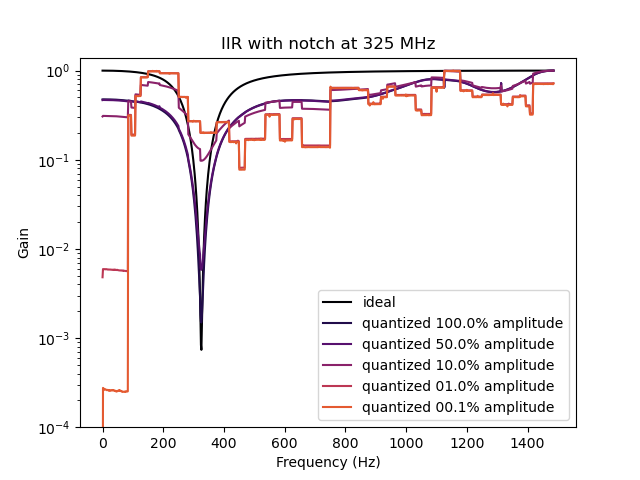 IIR with notch at 325 MHz
10⁰
10⁻¹
10⁻²
10⁻³
10⁻⁴
Gain
ideal
quantized 100.0% amplitude
quantized 50.0% amplitude
quantized 10.0% amplitude
quantized 01.0% amplitude
quantized 00.1% amplitude
0 200 400 600 800 1000 1200 1400
Frequency (Hz)